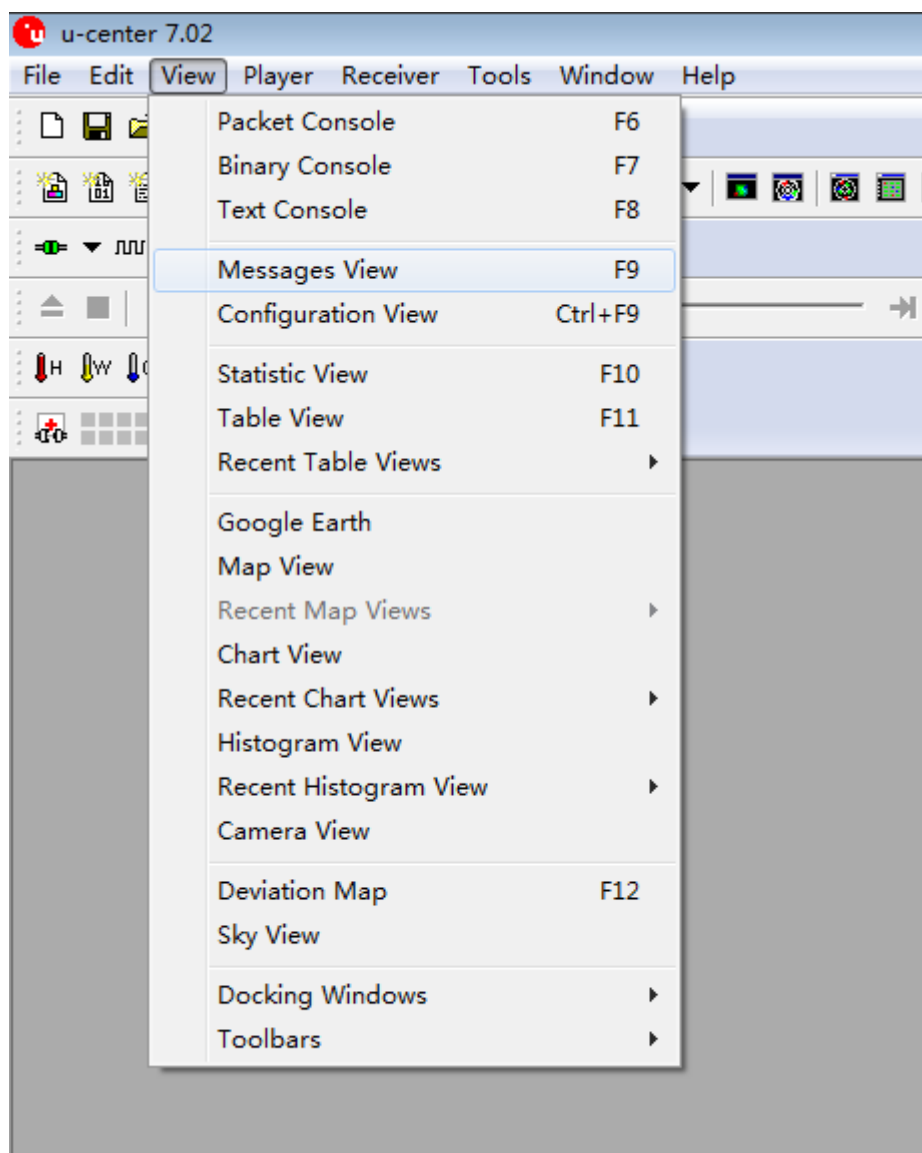 u-center 7.02
File Edit View Player Receiver Tools Window Help
Packet Console F6
Binary Console F7
Text Console F8
Messages View F9
Configuration View Ctrl+F9
Statistic View F10
Table View F11
Recent Table Views
Google Earth
Map View
Recent Map Views
Chart View
Recent Chart Views
Histogram View
Recent Histogram View
Camera View
Deviation Map F12
Sky View
Docking Windows
Toolbars
H W